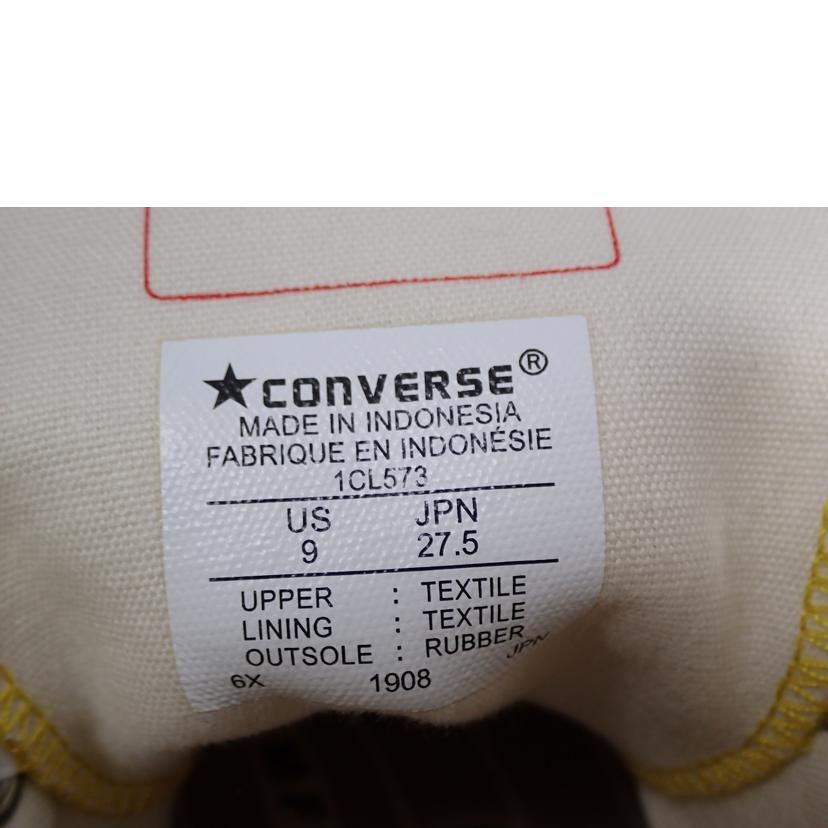 ★CONVERSE®
MADE IN INDONESIA
FABRIQUE EN INDONÉSIE
1CL573
US JPN
9 27.5
UPPER : TEXTILE
LINING : TEXTILE
OUTSOLE : RUBBER
JPN
6X 1908